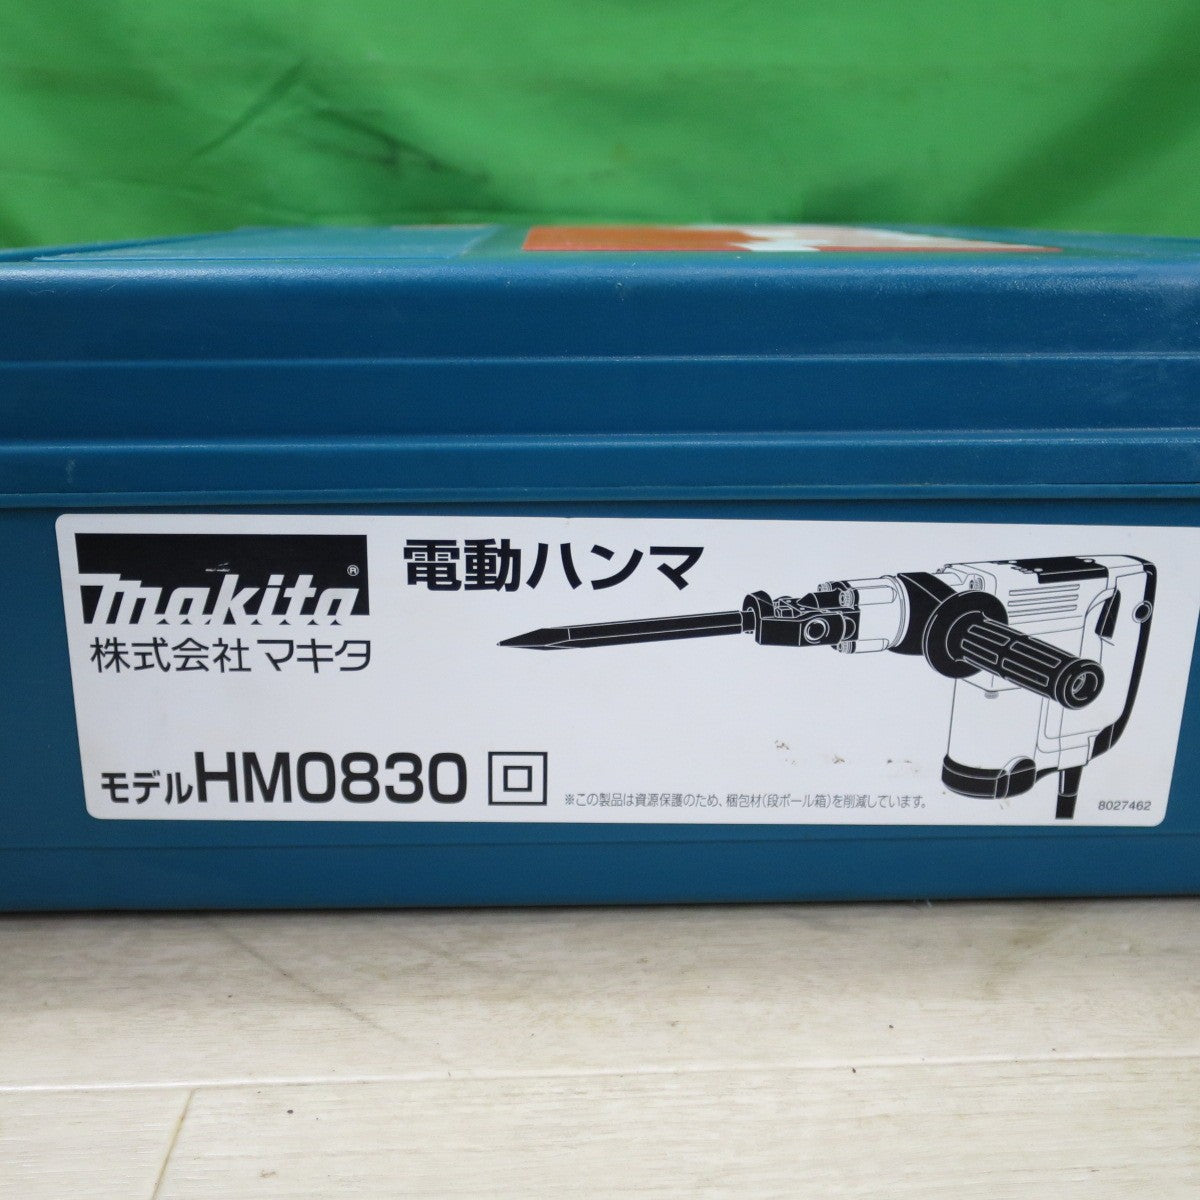 makita®
電動ハンマ
株式会社マキタ
モデルHM0830
※この製品は資源保護のため、梱包材(段ボール箱)を削減しています。
8027462